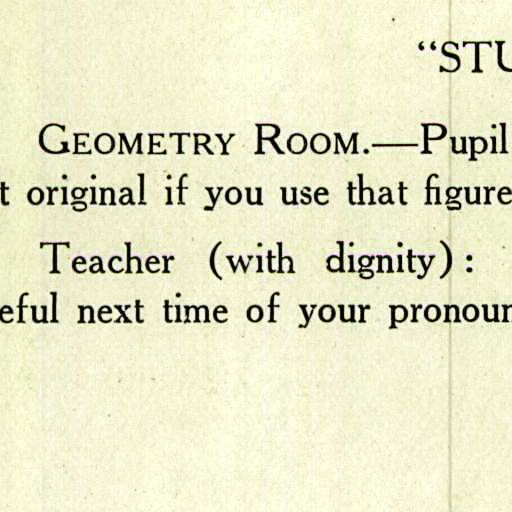 “STU
GEOMETRY ROOM.—Pupil
t original if you use that figure
Teacher (with dignity):
eful next time of your pronoun